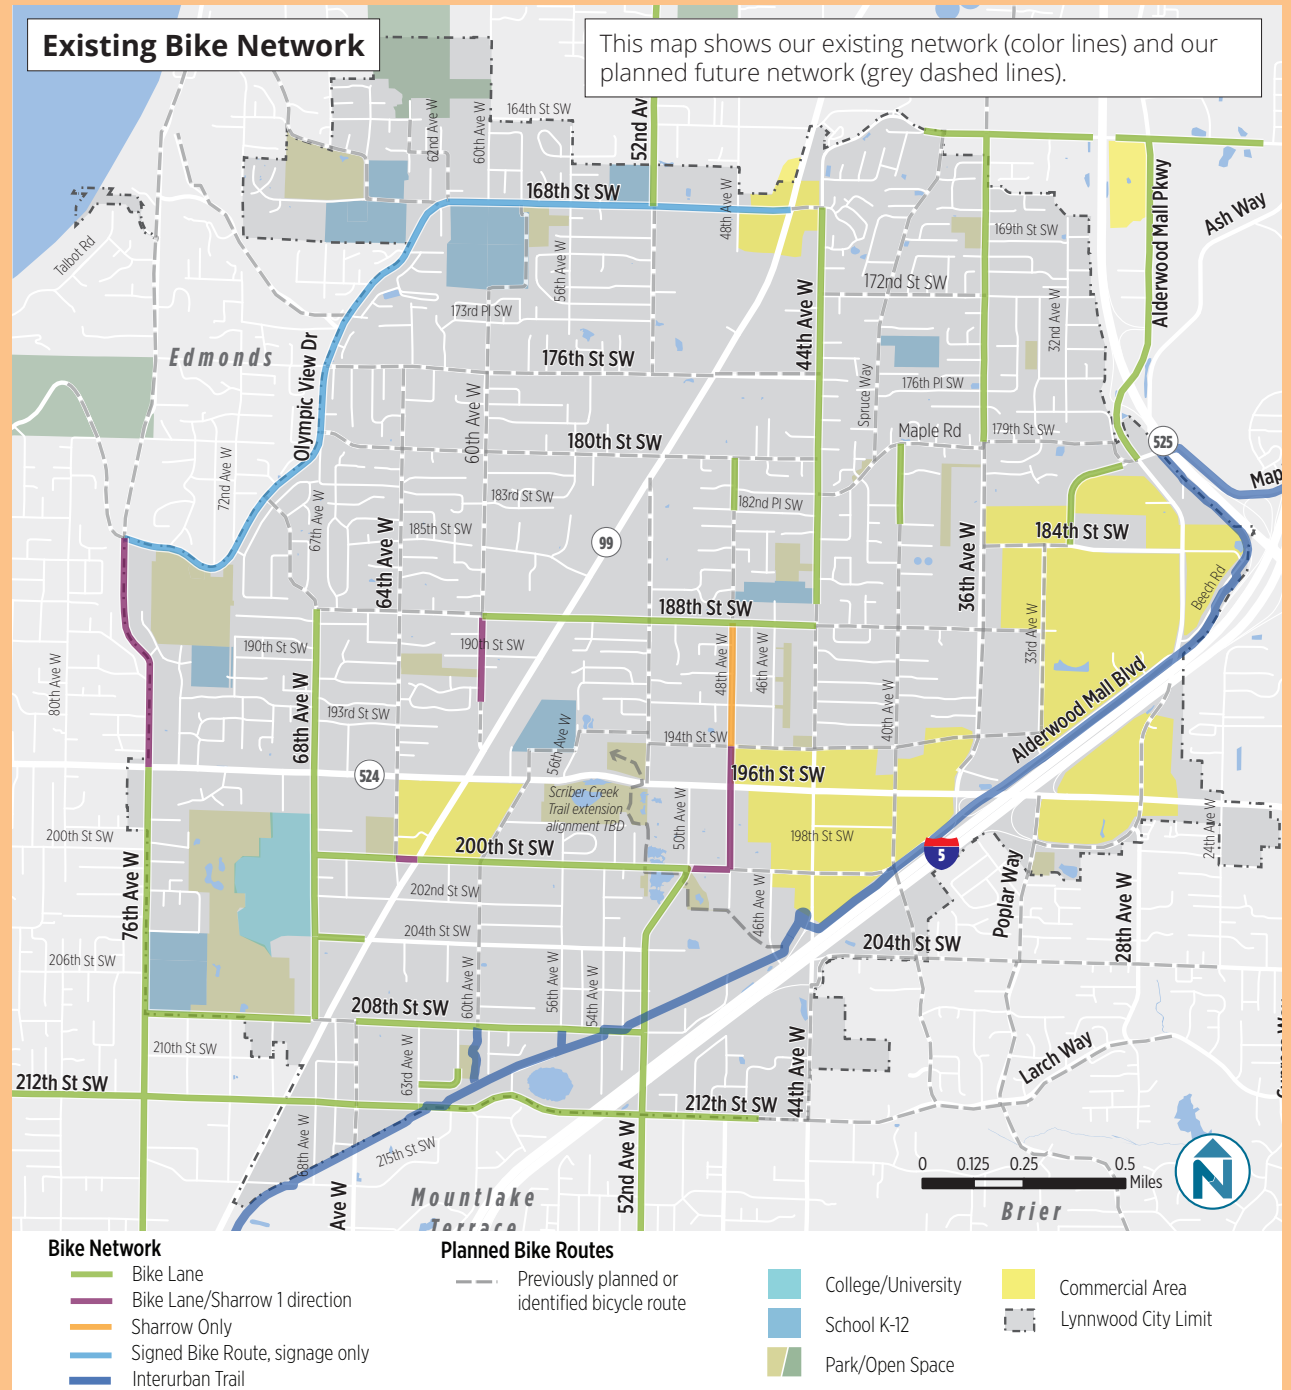 Existing Bike Network
This map shows our existing network (color lines) and our
planned future network (grey dashed lines).
164th St SW
62nd Ave W
60th Ave W
52nd Av
168th St SW
48th Ave W
169th St SW
Alderwood Mall Pkwy
Ash Way
Talbot Rd
56th Ave W
172nd St SW
173rd Pl SW
44th Ave W
32nd Ave W
Edmonds
Olympic View Dr
176th St SW
Spruce Way
176th Pl SW
60th Ave W
180th St SW
Maple Rd
179th St SW
525
Map
72nd Ave W
183rd St SW
182nd Pl SW
67th Ave W
185th St SW
64th Ave W
99
36th Ave W
184th St SW
Beech Rd
188th St SW
190th St SW
190th St SW
48th Ave W
46th Ave W
33rd Ave W
80th Ave W
68th Ave W
193rd St SW
56th Ave W
194th St SW
40th Ave W
Alderwood Mall Blvd
524
196th St SW
Scriber Creek
Trail extension
alignment TBD
50th Ave W
198th St SW
200th St SW
200th St SW
24th Ave W
5
76th Ave W
202nd St SW
46th Ave W
Poplar Way
28th Ave W
204th St SW
204th St SW
206th St SW
60th Ave W
56th Ave W
54th Ave W
208th St SW
210th St SW
63rd Ave W
44th Ave W
Larch Way
212th St SW
212th St SW
68th Ave W
215th St SW
52nd Ave W
Ave W
Mountlake
Terrace
0 0.125 0.25 0.5
Miles
N
Brier
Bike Network
Bike Lane
Bike Lane/Sharrow 1 direction
Sharrow Only
Signed Bike Route, signage only
Interurban Trail
Planned Bike Routes
Previously planned or
identified bicycle route
College/University
School K-12
Park/Open Space
Commercial Area
Lynnwood City Limit